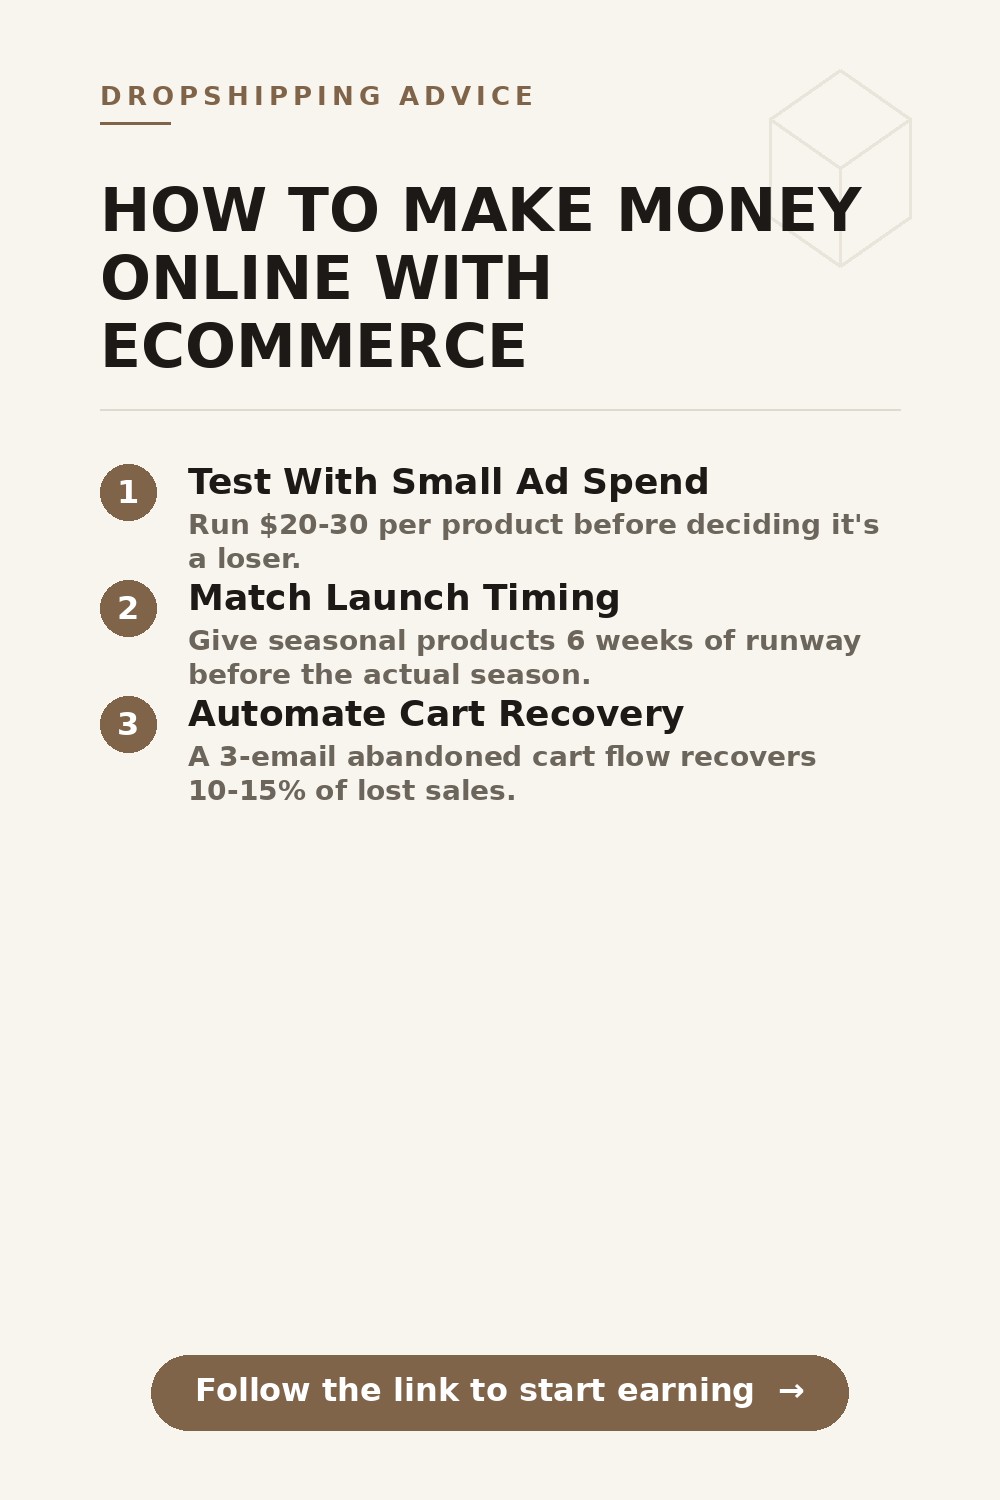 DROPSHIPPING ADVICE
HOW TO MAKE MONEY
ONLINE WITH
ECOMMERCE
1 Test With Small Ad Spend
Run $20-30 per product before deciding it's
a loser.
2 Match Launch Timing
Give seasonal products 6 weeks of runway
before the actual season.
3 Automate Cart Recovery
A 3-email abandoned cart flow recovers
10-15% of lost sales.
Follow the link to start earning →